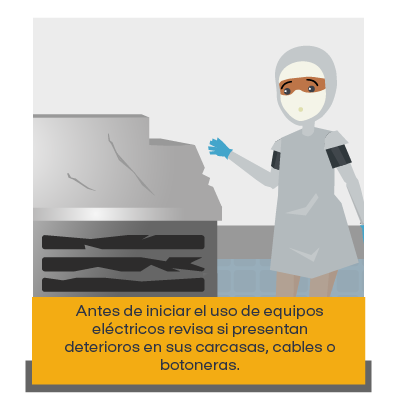 Antes de iniciar el uso de equipos
eléctricos revisa si presentan
deterioros en sus carcasas, cables o
botoneras.